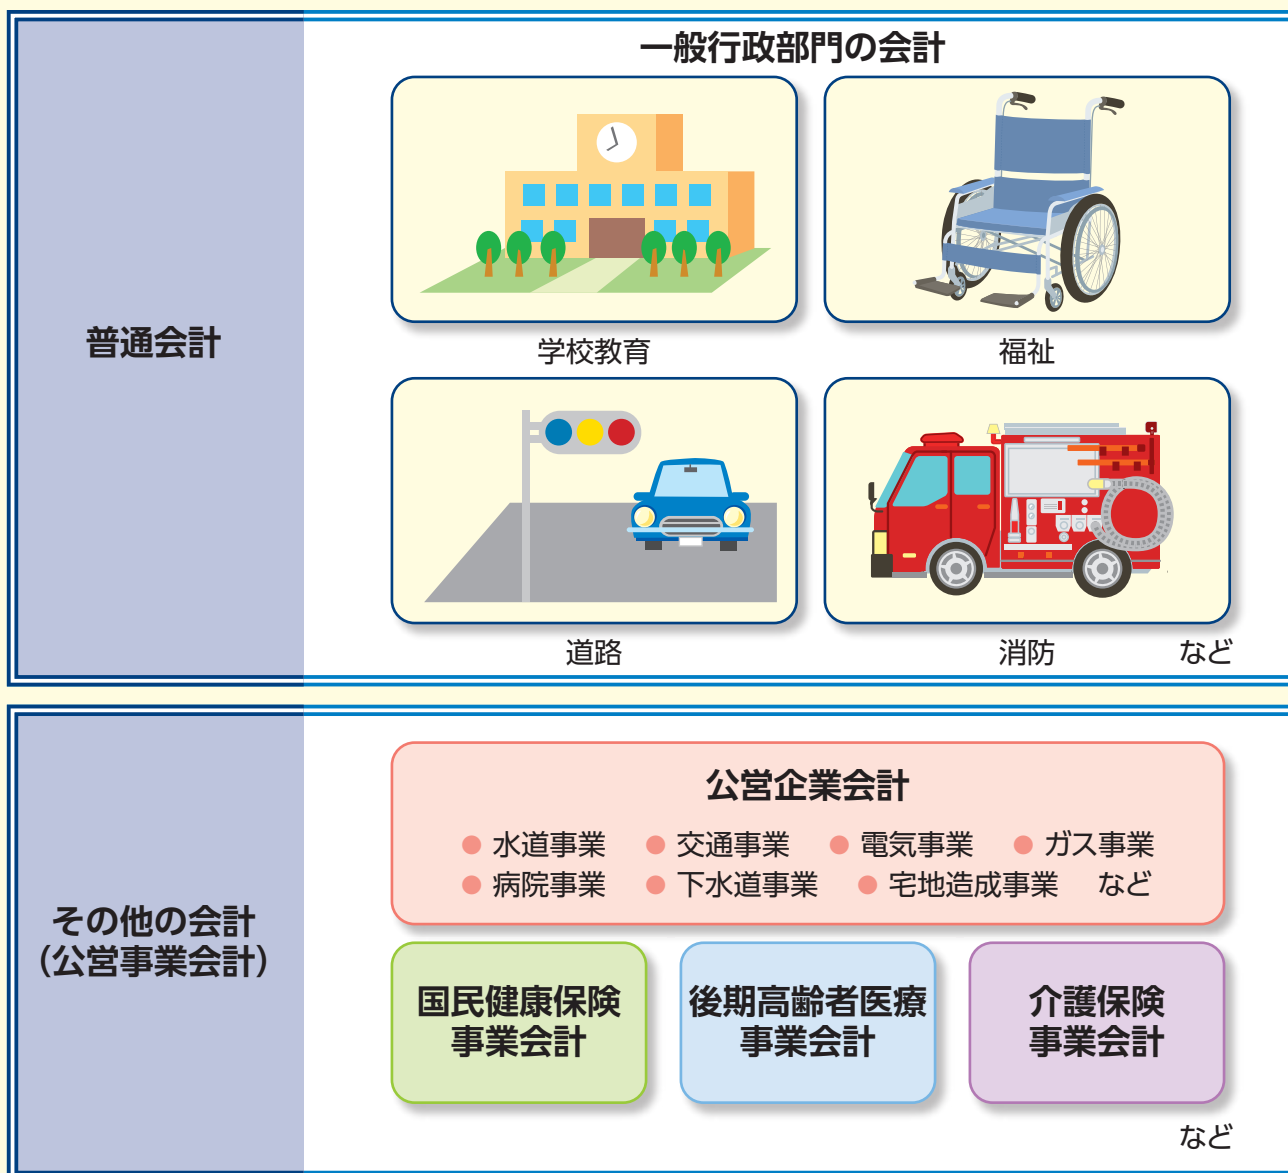 普通会計
一般行政部門の会計
学校教育
福祉
道路
消防
など
その他の会計
（公営事業会計）
公営企業会計
● 水道事業 ● 交通事業 ● 電気事業 ● ガス事業
● 病院事業 ● 下水道事業 ● 宅地造成事業 など
国民健康保険
事業会計
後期高齢者医療
事業会計
介護保険
事業会計
など